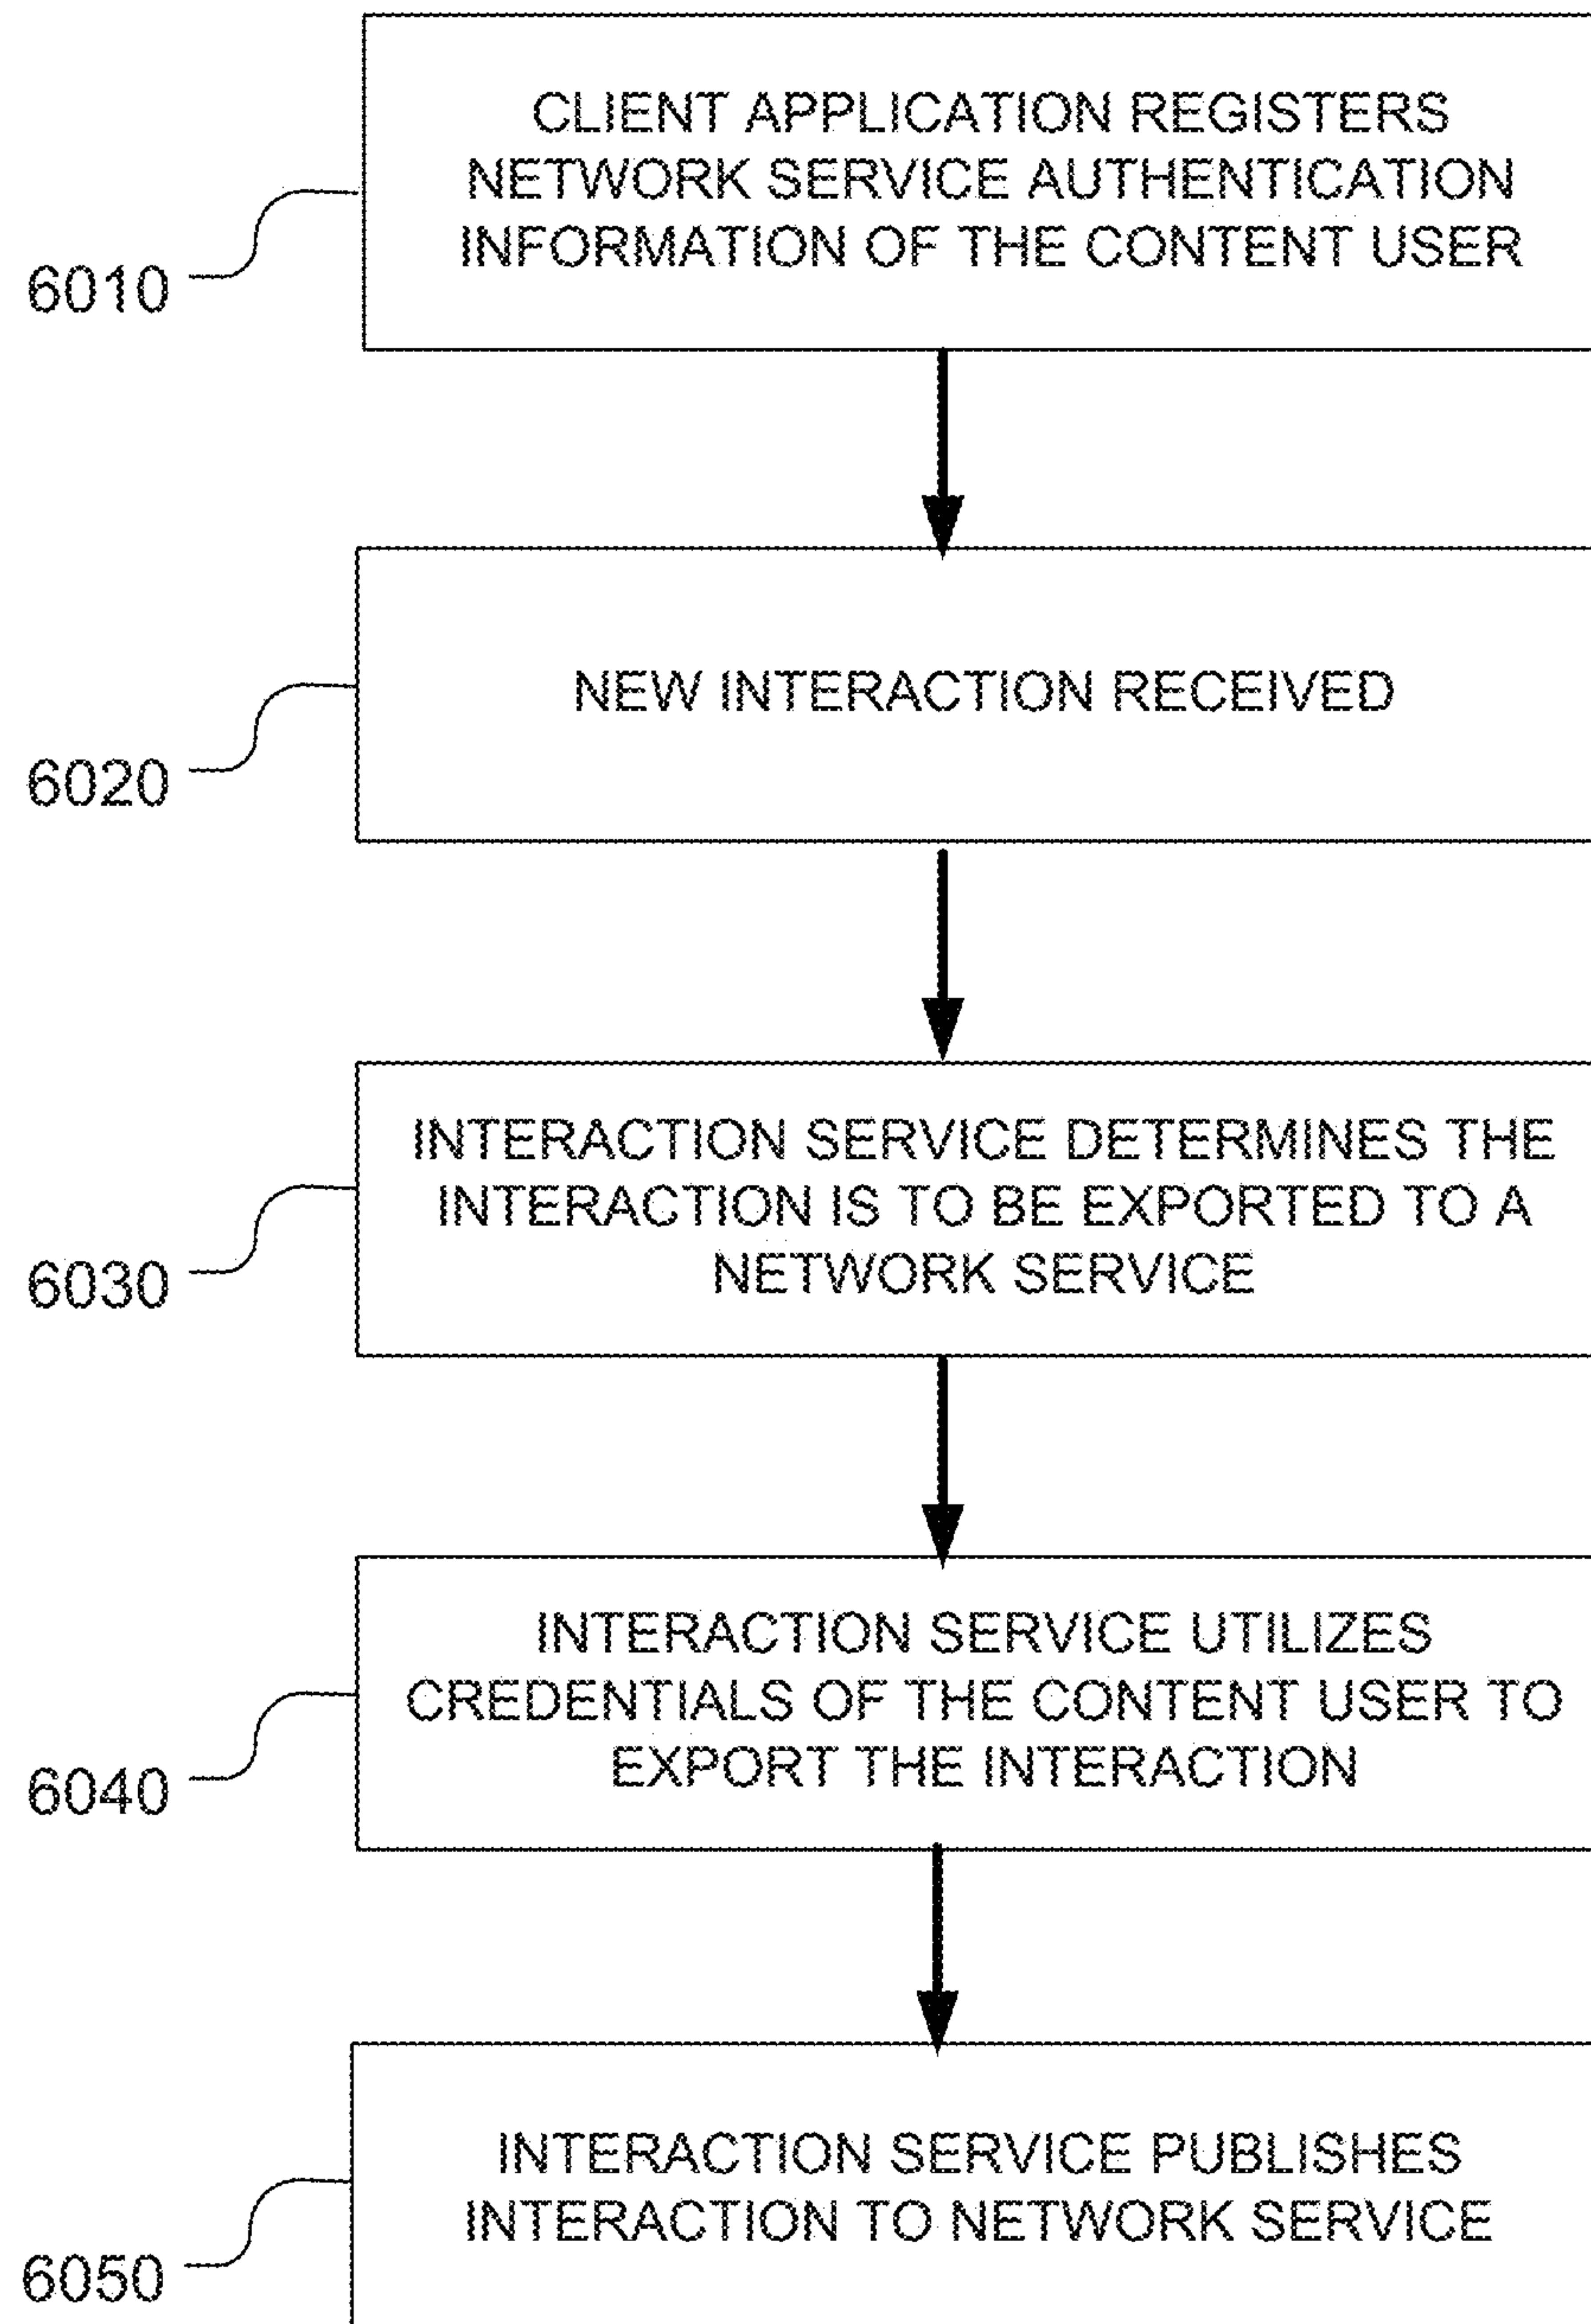 CLIENT APPLICATION REGISTERS
NETWORK SERVICE AUTHENTICATION
INFORMATION OF THE CONTENT USER
6010
NEW INTERACTION RECEIVED
6020
INTERACTION SERVICE DETERMINES THE
INTERACTION IS TO BE EXPORTED TO A
NETWORK SERVICE
6030
INTERACTION SERVICE UTILIZES
CREDENTIALS OF THE CONTENT USER TO
EXPORT THE INTERACTION
6040
INTERACTION SERVICE PUBLISHES
INTERACTION TO NETWORK SERVICE
6050